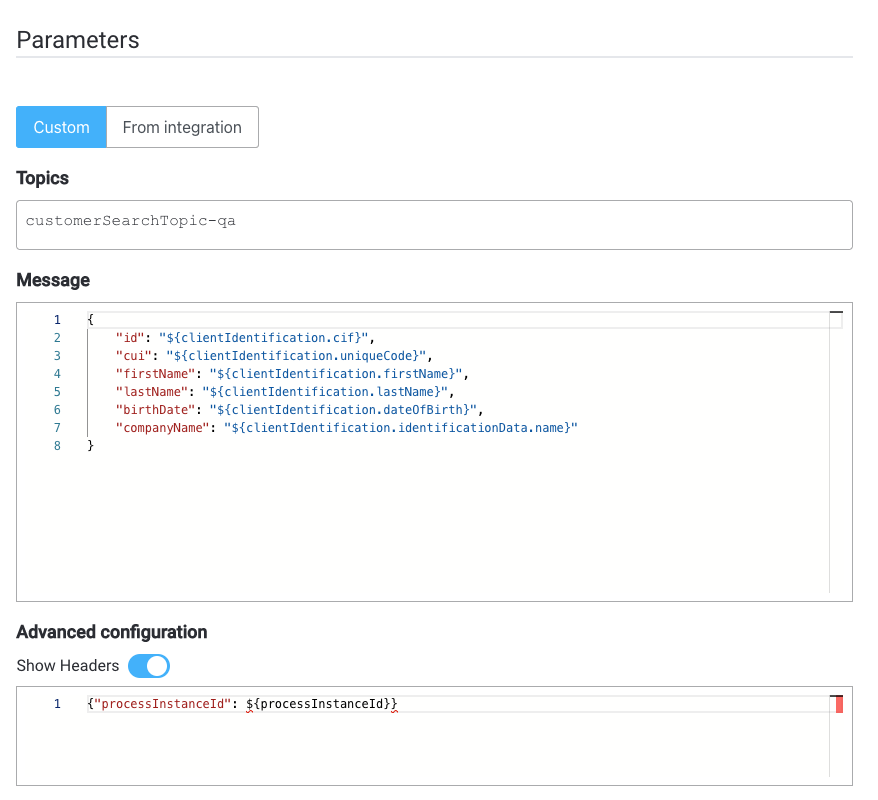 Parameters
Custom From integration
Topics
customerSearchTopic-qa
Message
1 {
2 "id": "${clientIdentification.cif}",
3 "cui": "${clientIdentification.uniqueCode}",
4 "firstName": "${clientIdentification.firstName}",
5 "lastName": "${clientIdentification.lastName}",
6 "birthDate": "${clientIdentification.dateOfBirth}",
7 "companyName": "${clientIdentification.identificationData.name}"
8 }
Advanced configuration
Show Headers
1 {"processInstanceId": ${processInstanceId}}